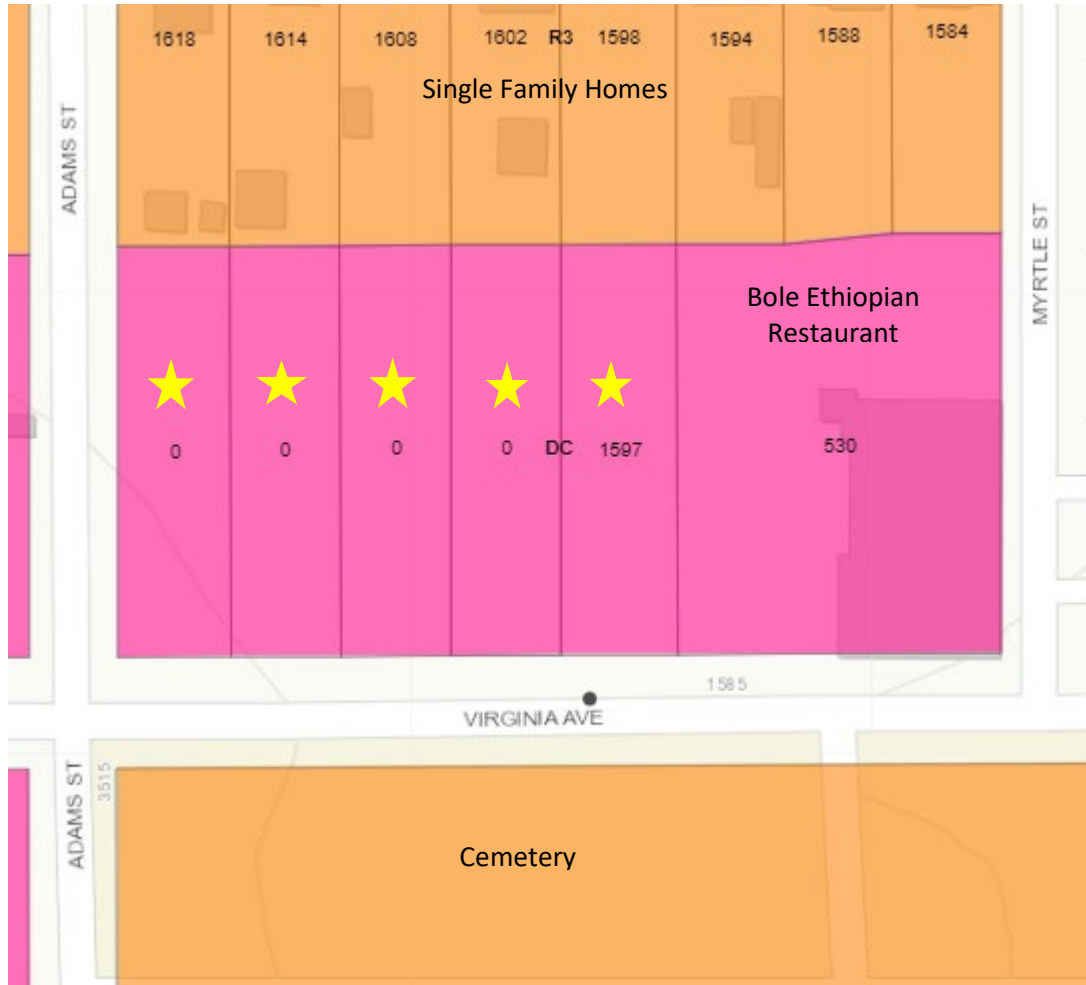 1618 1614 1608 1602 R3 1598 1594 1588 1584
Single Family Homes
ADAMS ST
MYRTLE ST
Bole Ethiopian
Restaurant
0 0 0 0 DC 1597 530
1585
VIRGINIA AVE
ADAMS ST
3515
Cemetery